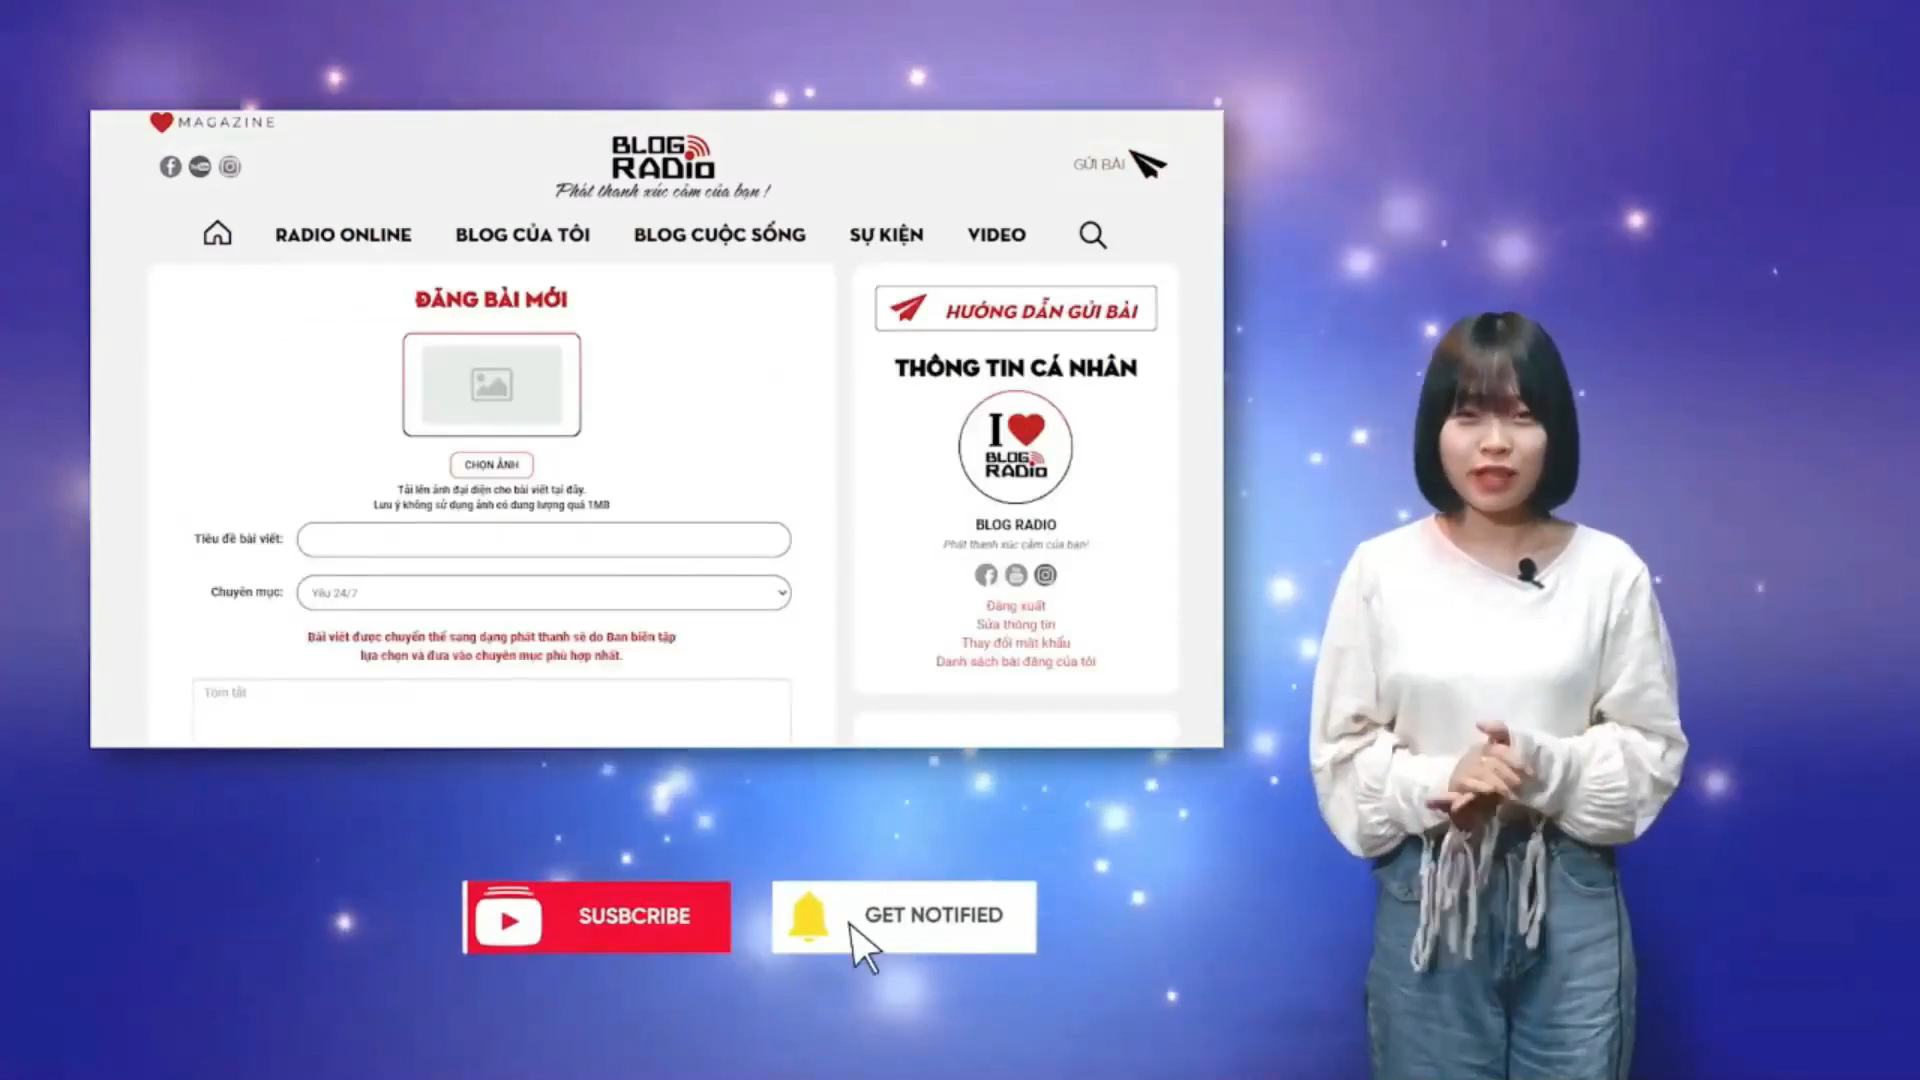 MAGAZINE
BLOG
RADIO
Phát thanh xúc cảm của bạn !
GỬI BÀI
RADIO ONLINE
BLOG CỦA TÔI
BLOG CUỘC SỐNG
SỰ KIỆN
VIDEO
ĐĂNG BÀI MỚI
CHỌN ẢNH
Tải lên ảnh đại diện cho bài viết tại đây.
Lưu ý không sử dụng ảnh có dung lượng quá 1MB
Tiêu đề bài viết:
Chuyên mục:
Yêu 24/7
Bài viết được chuyển thể sang dạng phát thanh sẽ do Ban biên tập
lựa chọn và đưa vào chuyên mục phù hợp nhất.
Tóm tắt
HƯỚNG DẪN GỬI BÀI
THÔNG TIN CÁ NHÂN
I
BLOG
RADIO
BLOG RADIO
Phát thanh xúc cảm của bạn!
Đăng xuất
Sửa thông tin
Thay đổi mật khẩu
Danh sách bài đăng của tôi
SUSBCRIBE
GET NOTIFIED